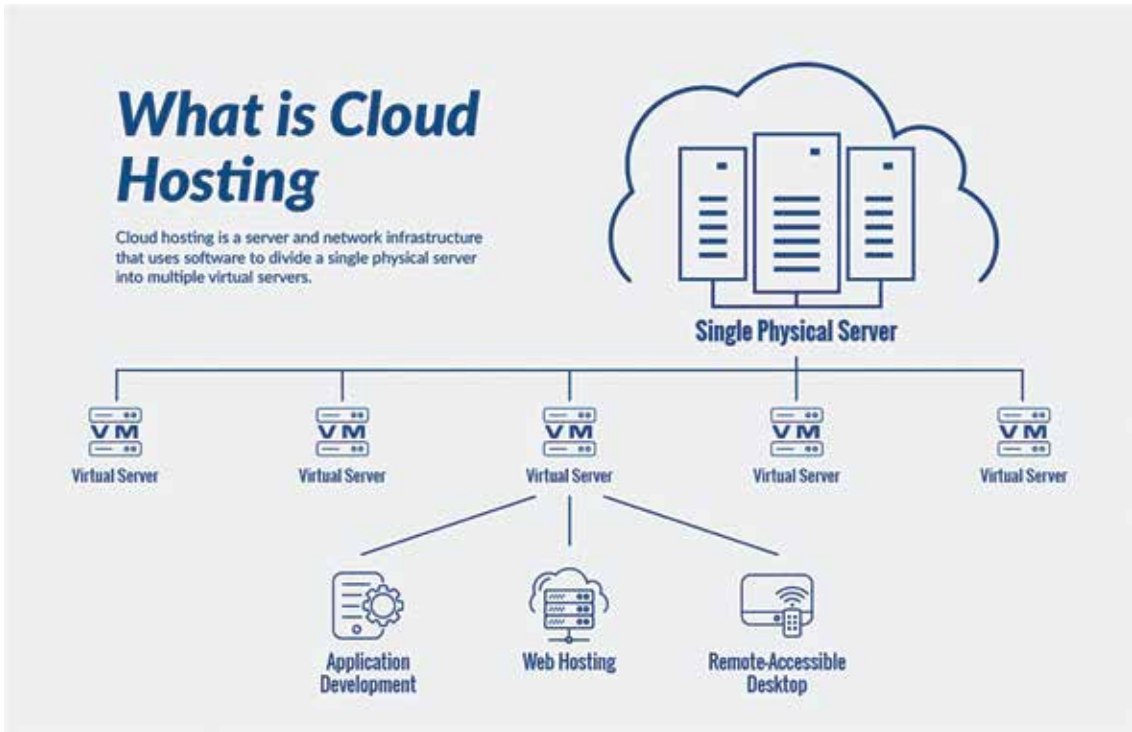 What is Cloud
Hosting
Cloud hosting is a server and network infrastructure
that uses software to divide a single physical server
into multiple virtual servers.
Single Physical Server
VM
VM
VM
VM
VM
Virtual Server
Virtual Server
Virtual Server
Virtual Server
Virtual Server
Application
Development
Web Hosting
Remote-Accessible
Desktop